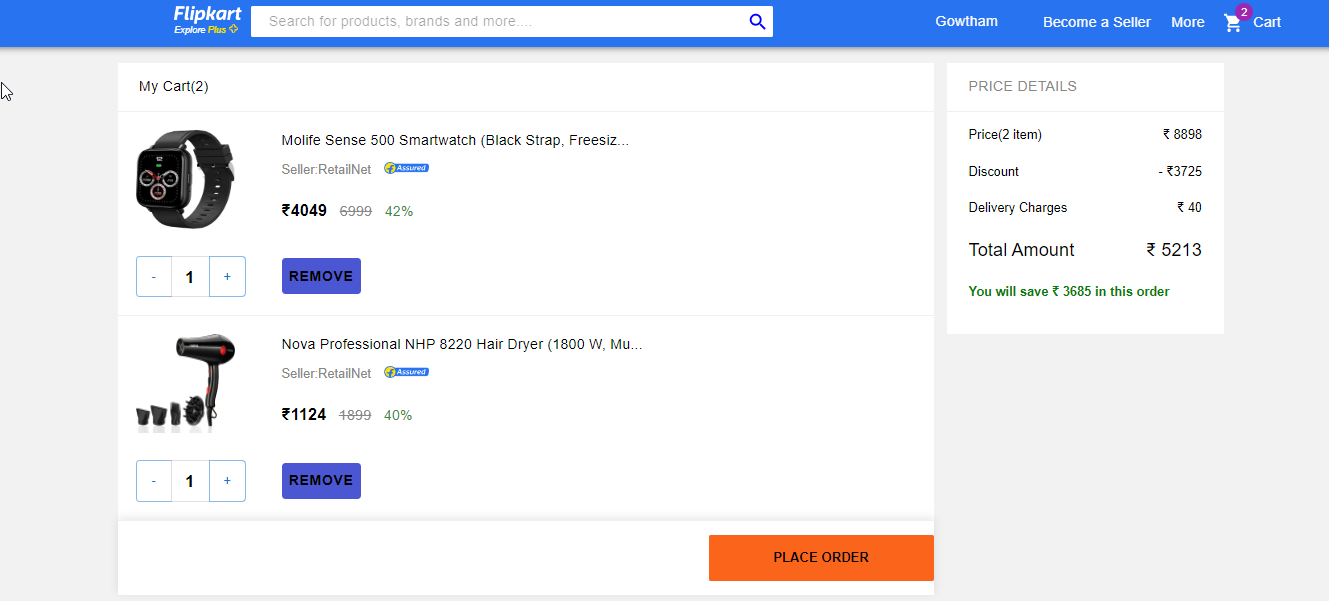 Flipkart
Explore Plus
Search for products, brands and more....
Gowtham
Become a Seller
More
2
Cart
My Cart(2)
Molife Sense 500 Smartwatch (Black Strap, Freesiz...
Seller:RetailNet Assured
₹4049 6999 42%
- 1 +
REMOVE
Nova Professional NHP 8220 Hair Dryer (1800 W, Mu...
Seller:RetailNet Assured
₹1124 1899 40%
- 1 +
REMOVE
PLACE ORDER
PRICE DETAILS
Price(2 item) ₹ 8898
Discount - ₹3725
Delivery Charges ₹ 40
Total Amount ₹ 5213
You will save ₹ 3685 in this order